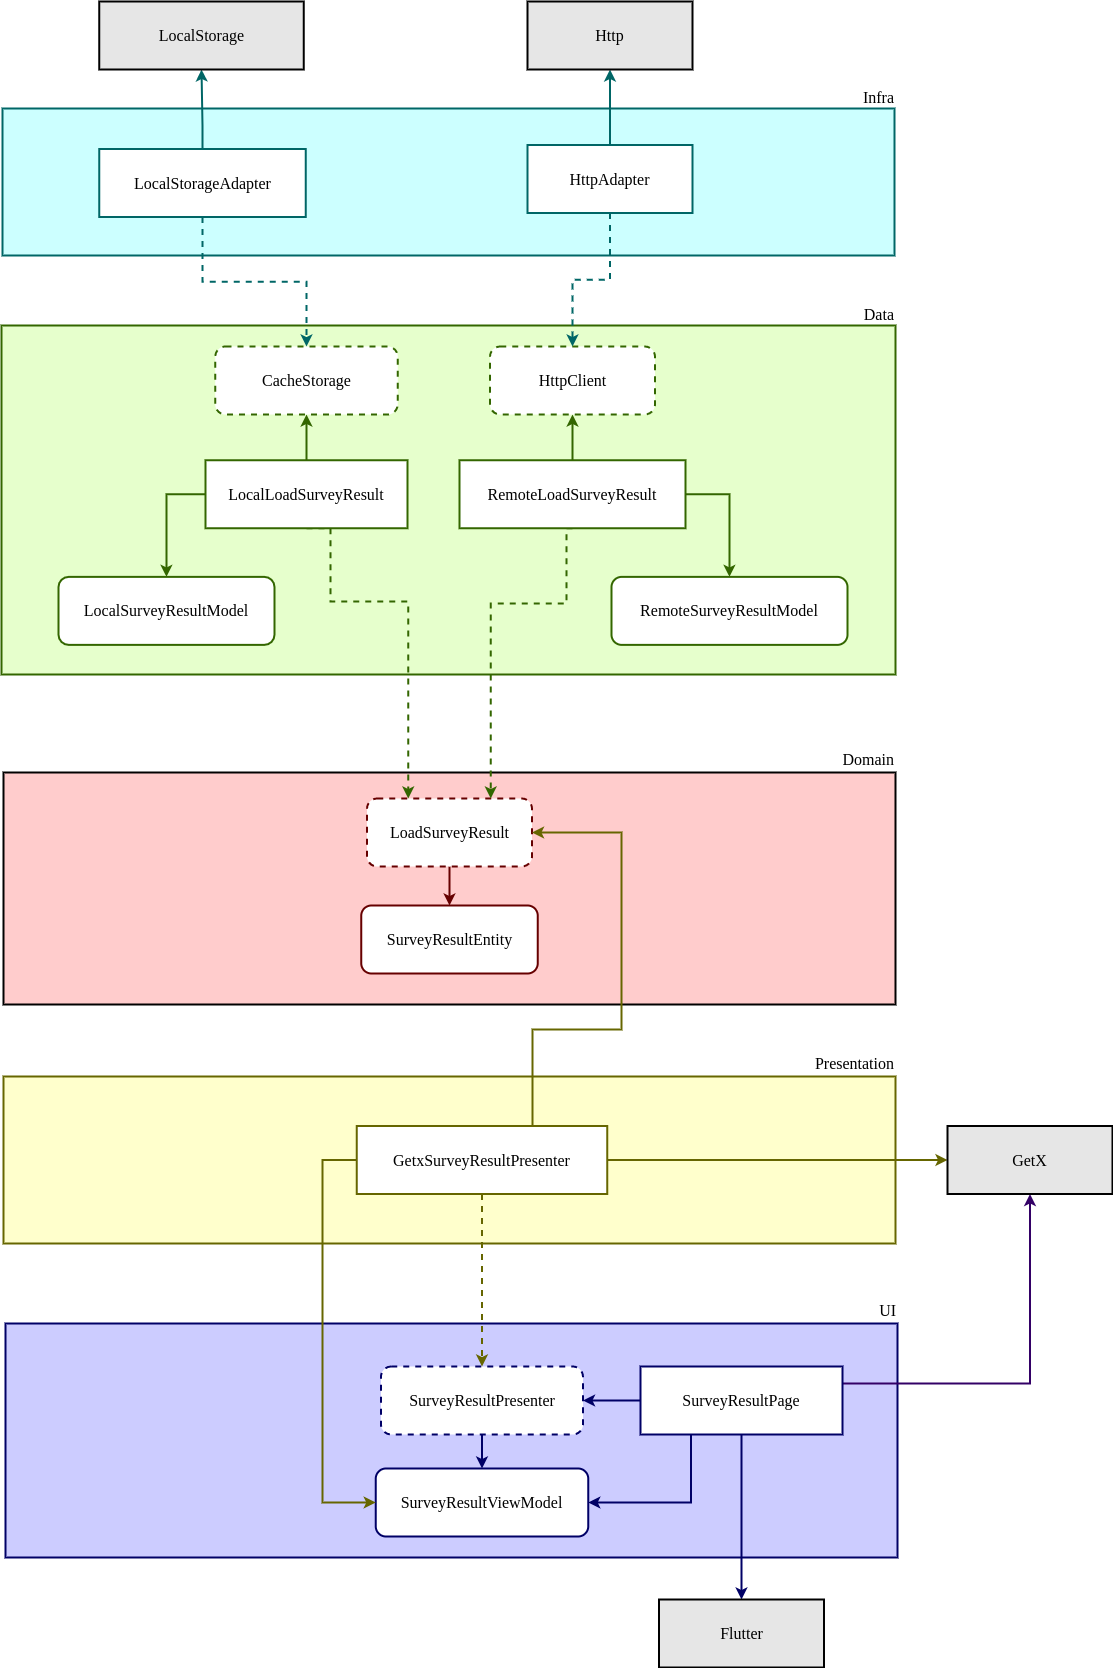 LocalStorage
Http
Infra
LocalStorageAdapter
HttpAdapter
Data
CacheStorage
HttpClient
LocalLoadSurveyResult
RemoteLoadSurveyResult
LocalSurveyResultModel
RemoteSurveyResultModel
Domain
LoadSurveyResult
SurveyResultEntity
Presentation
GetxSurveyResultPresenter
GetX
UI
SurveyResultPresenter
SurveyResultPage
SurveyResultViewModel
Flutter